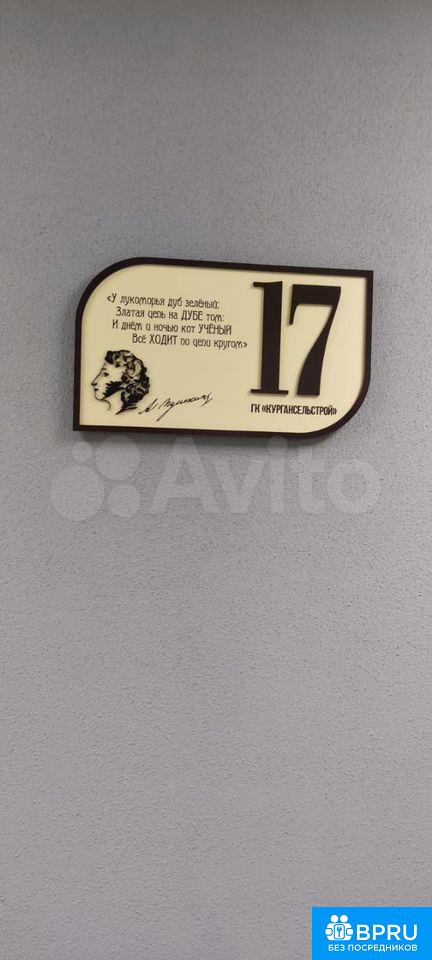 «У лукоморья дуб зелёный;
Златая цепь на ДУБЕ том:
И днём и ночью кот УЧЁНЫЙ
Всё ХОДИТ по цепи кругом»
17
ГК «КУРГАНСЕЛЬСТРОЙ»
Avito
BPRU
БЕЗ ПОСРЕДНИКОВ